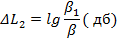 ΔL₂ = lg β₁/β ( дб)